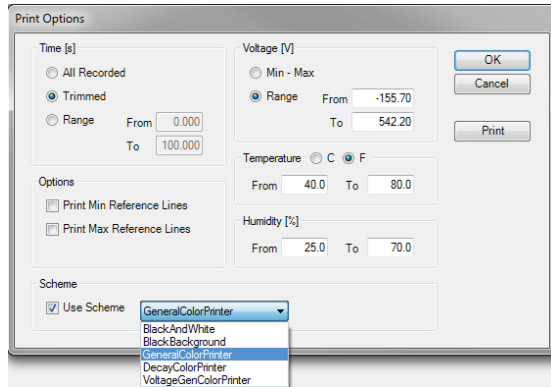 Print Options
Time [s]
All Recorded
Trimmed
Range From 0.000
To 100.000
Options
Print Min Reference Lines
Print Max Reference Lines
Voltage [V]
Min - Max
Range From -155.70
To 542.20
Temperature C F
From 40.0 To 80.0
Humidity [%]
From 25.0 To 70.0
OK
Cancel
Print
Scheme
Use Scheme GeneralColorPrinter
BlackAndWhite
BlackBackground
GeneralColorPrinter
DecayColorPrinter
VoltageGenColorPrinter